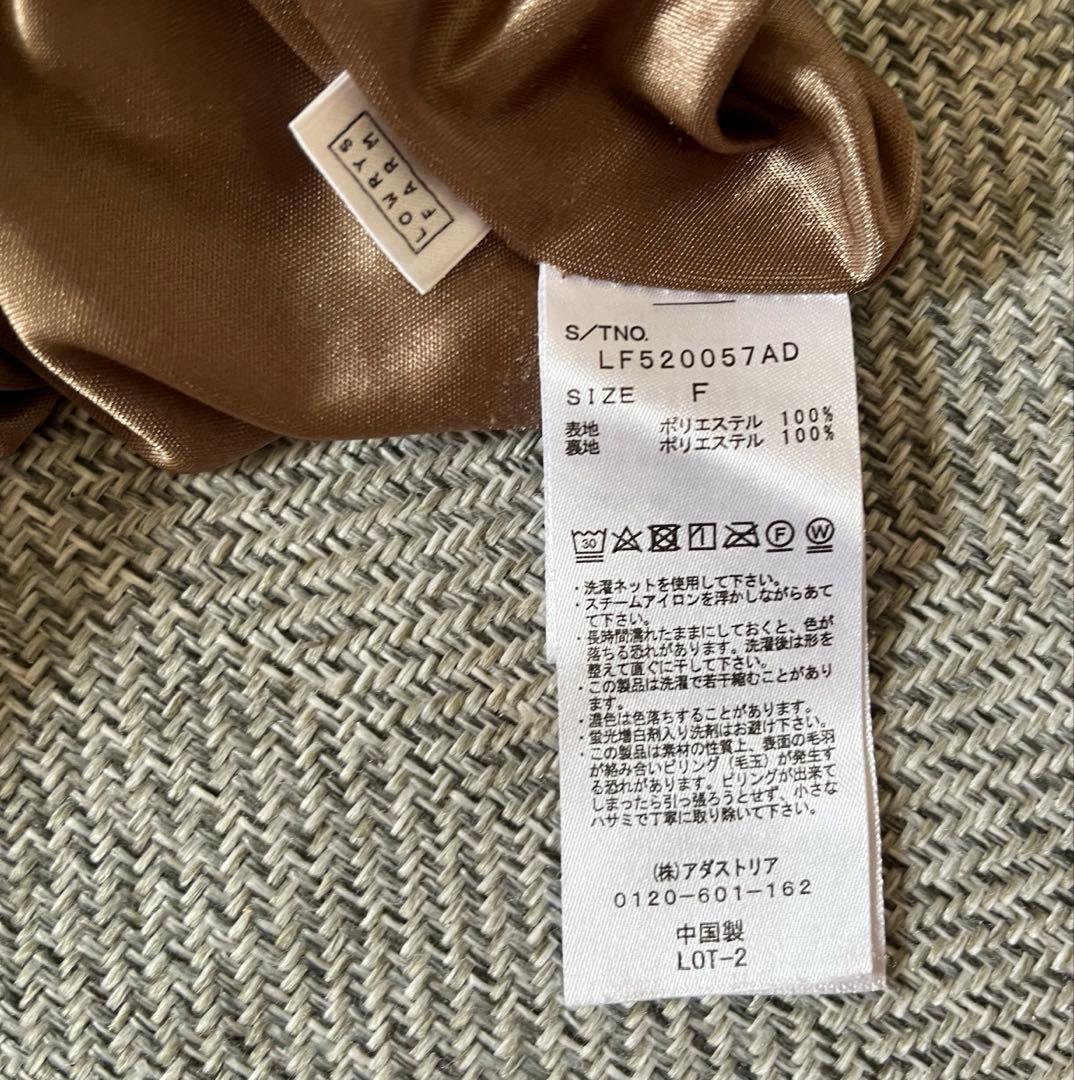 LOWRYS
FARM
S/TNO.
LF520057AD
SIZE F
表地 ポリエステル 100%
裏地 ポリエステル 100%
30 1 F W
・洗濯ネットを使用して下さい。
・スチームアイロンを浮かしながらあて
て下さい。
・長時間濡れたままにしておくと、色が
落ちる恐れがあります。洗濯後は形を
整えて直ぐに干して下さい。
・この製品は洗濯で若干縮むことがあり
ます。
・濃色は色落ちすることがあります。
・蛍光増白剤入り洗剤はお避け下さい。
・この製品は素材の性質上、表面の毛羽
が絡み合いピリング（毛玉）が発生す
る恐れがあります。ピリングが出来て
しまったら引っ張ろうとせず、小さな
ハサミで丁寧に取り除いて下さい。
(株)アダストリア
0120-601-162
中国製
LOT-2